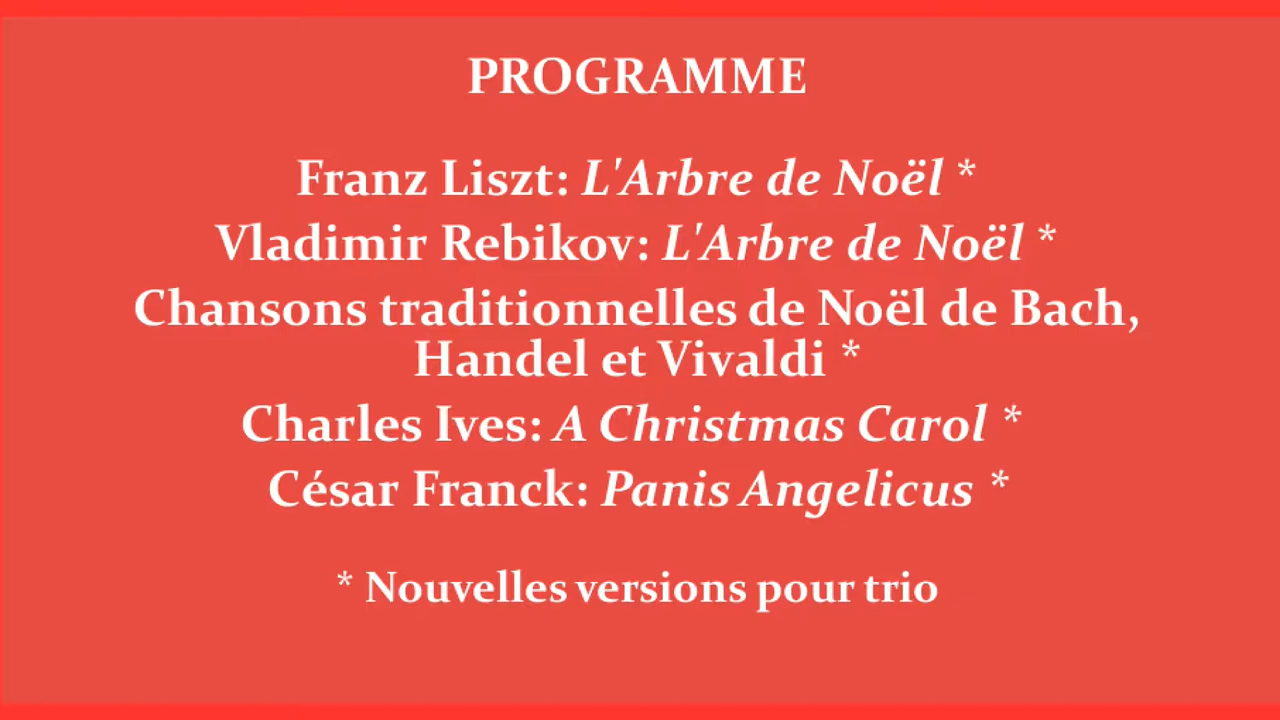 PROGRAMME
Franz Liszt: L'Arbre de Noël *
Vladimir Rebikov: L'Arbre de Noël *
Chansons traditionnelles de Noël de Bach,
Handel et Vivaldi *
Charles Ives: A Christmas Carol *
César Franck: Panis Angelicus *
* Nouvelles versions pour trio